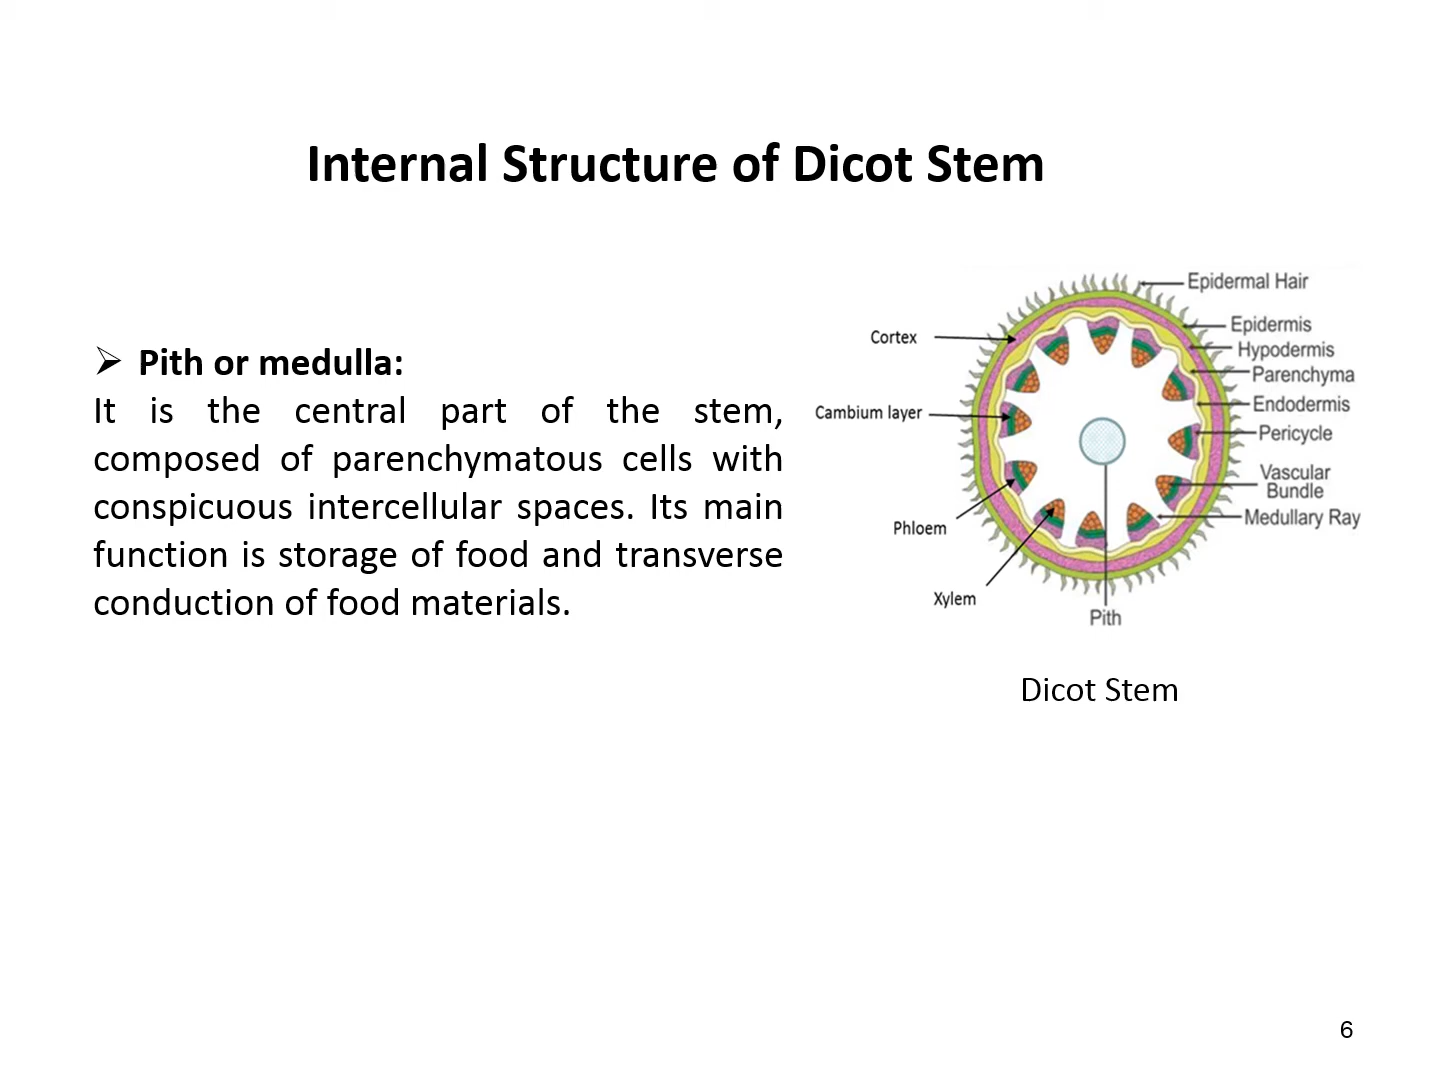 Internal Structure of Dicot Stem
➢ Pith or medulla:
It is the central part of the stem,
composed of parenchymatous cells with
conspicuous intercellular spaces. Its main
function is storage of food and transverse
conduction of food materials.
Epidermal Hair
Cortex
Epidermis
Hypodermis
Parenchyma
Cambium layer
Endodermis
Pericycle
Vascular
Bundle
Phloem
Medullary Ray
Xylem
Pith
Dicot Stem
6